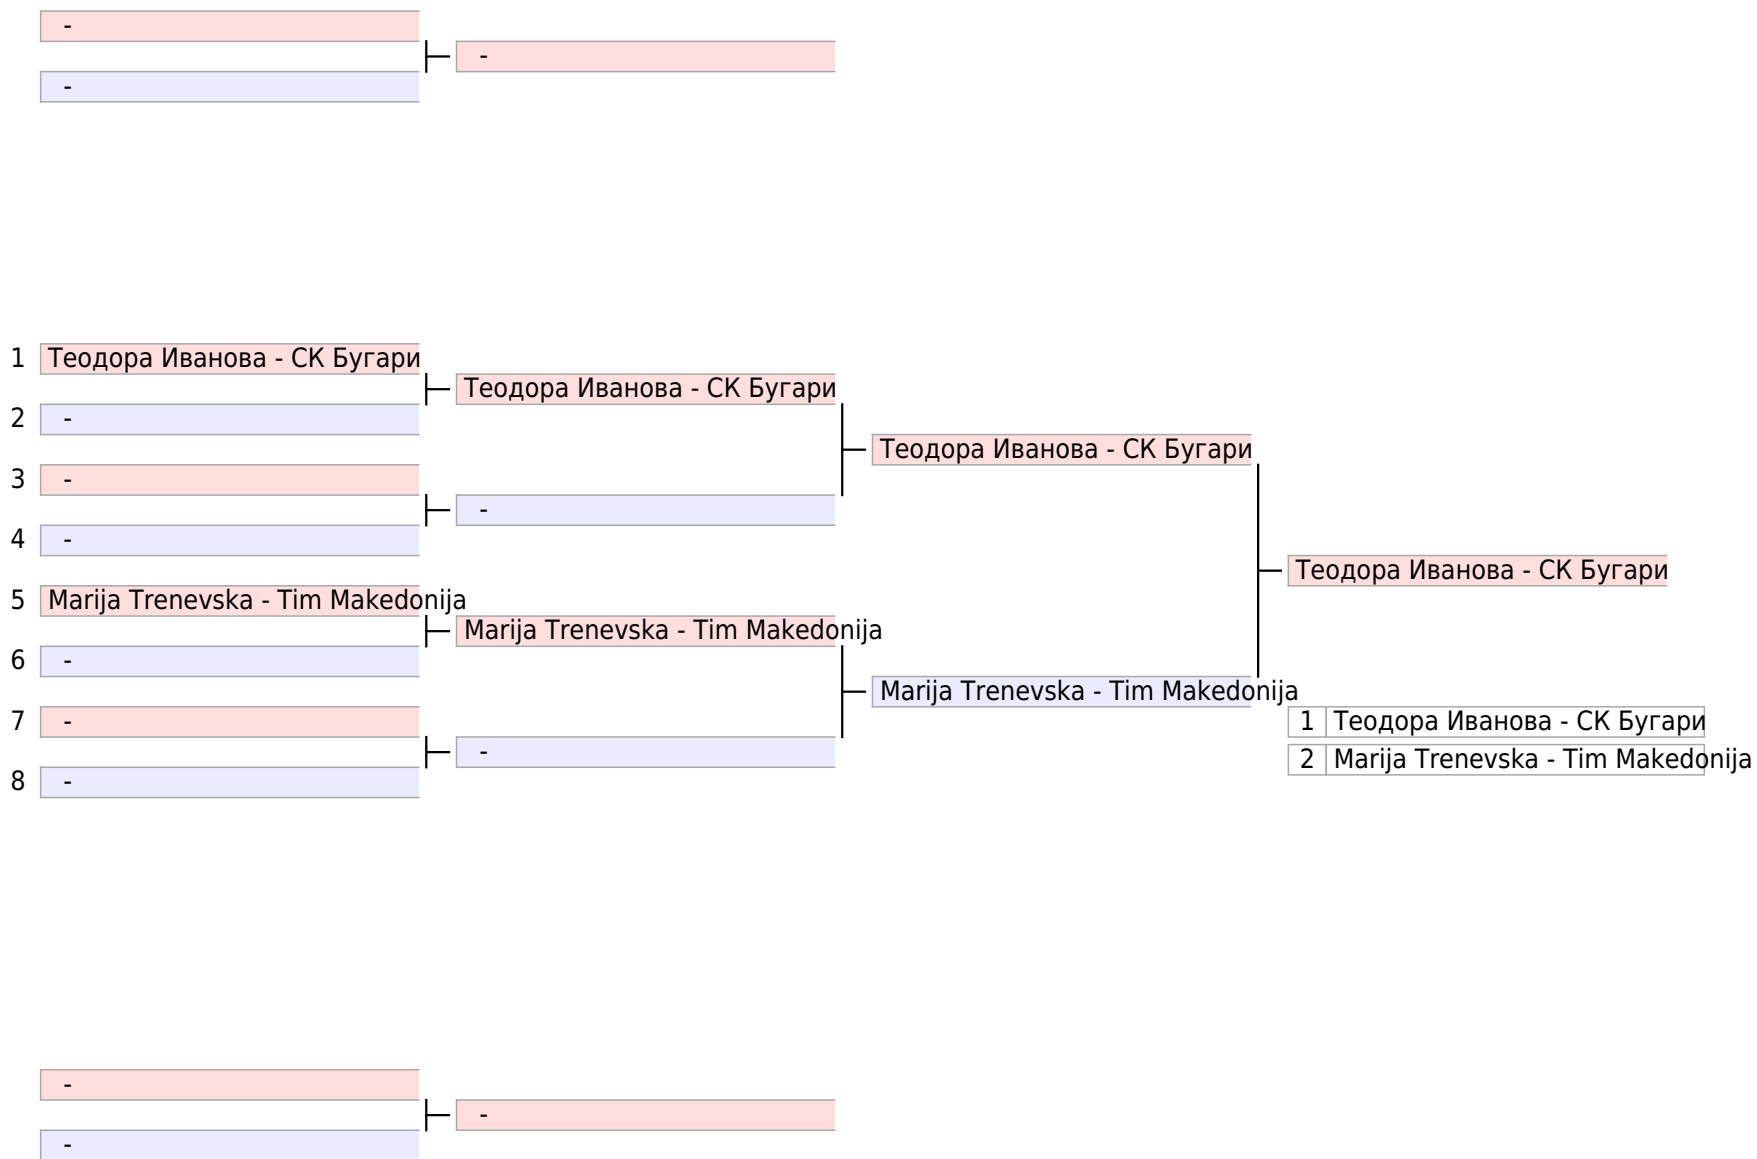 -
-
-
1 Теодора Иванова - СК Бугари
Теодора Иванова - СК Бугари
2 -
Теодора Иванова - СК Бугари
3 -
-
4 -
Теодора Иванова - СК Бугари
5 Marija Trenevska - Tim Makedonija
Marija Trenevska - Tim Makedonija
6 -
Marija Trenevska - Tim Makedonija
7 -
1 Теодора Иванова - СК Бугари
-
2 Marija Trenevska - Tim Makedonija
8 -
-
-
-